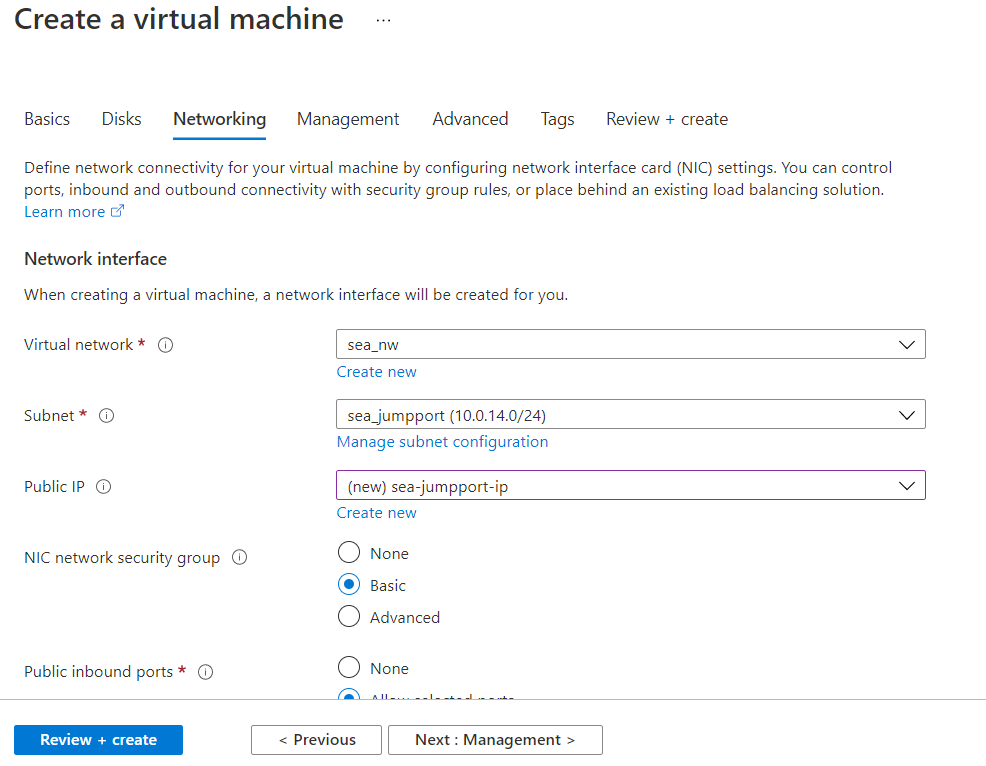 Create a virtual machine ...
Basics Disks Networking Management Advanced Tags Review + create
Define network connectivity for your virtual machine by configuring network interface card (NIC) settings. You can control
ports, inbound and outbound connectivity with security group rules, or place behind an existing load balancing solution.
Learn more
Network interface
When creating a virtual machine, a network interface will be created for you.
Virtual network *
sea_nw
Create new
Subnet *
sea_jumpport (10.0.14.0/24)
Manage subnet configuration
Public IP
(new) sea-jumpport-ip
Create new
NIC network security group
None
Basic
Advanced
Public inbound ports *
None
Allow selected ports
Review + create
< Previous
Next : Management >